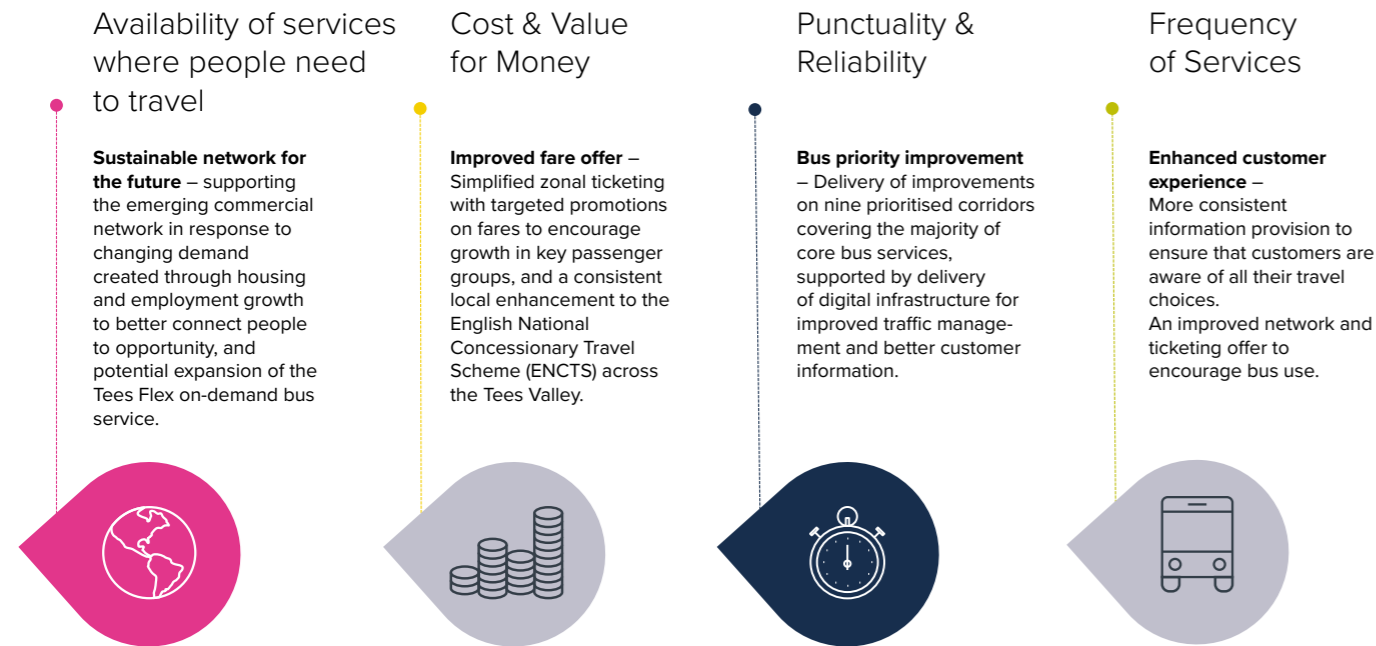 Availability of services
where people need
to travel
Sustainable network for
the future – supporting
the emerging commercial
network in response to
changing demand
created through housing
and employment growth
to better connect people
to opportunity, and
potential expansion of the
Tees Flex on-demand bus
service.
Cost & Value
for Money
Improved fare offer –
Simplified zonal ticketing
with targeted promotions
on fares to encourage
growth in key passenger
groups, and a consistent
local enhancement to the
English National
Concessionary Travel
Scheme (ENCTS) across
the Tees Valley.
Punctuality &
Reliability
Bus priority improvement
– Delivery of improvements
on nine prioritised corridors
covering the majority of
core bus services,
supported by delivery
of digital infrastructure for
improved traffic manage-
ment and better customer
information.
Frequency
of Services
Enhanced customer
experience –
More consistent
information provision to
ensure that customers are
aware of all their travel
choices.
An improved network and
ticketing offer to
encourage bus use.